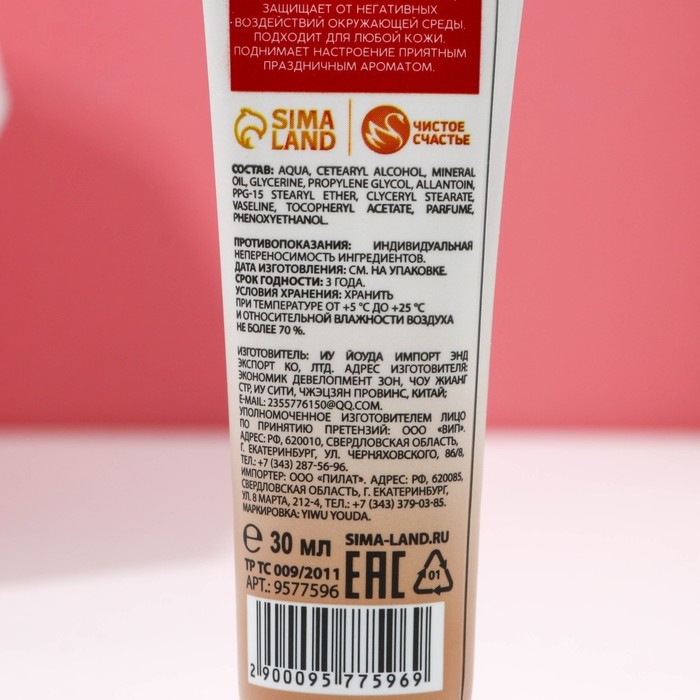 ЗАЩИЩАЕТ ОТ НЕГАТИВНЫХ
ВОЗДЕЙСТВИЙ ОКРУЖАЮЩЕЙ СРЕДЫ.
ПОДХОДИТ ДЛЯ ЛЮБОЙ КОЖИ.
ПОДНИМАЕТ НАСТРОЕНИЕ ПРИЯТНЫМ
ПРАЗДНИЧНЫМ АРОМАТОМ.
SIMA LAND
ЧИСТОЕ СЧАСТЬЕ
СОСТАВ: AQUA, CETEARYL ALCOHOL, MINERAL
OIL, GLYCERINE, PROPYLENE GLYCOL, ALLANTOIN,
PPG-15 STEARYL ETHER, GLYCERYL STEARATE,
VASELINE, TOCOPHERYL ACETATE, PARFUME,
PHENOXYETHANOL.
ПРОТИВОПОКАЗАНИЯ: ИНДИВИДУАЛЬНАЯ
НЕПЕРЕНОСИМОСТЬ ИНГРЕДИЕНТОВ.
ДАТА ИЗГОТОВЛЕНИЯ: СМ. НА УПАКОВКЕ.
СРОК ГОДНОСТИ: 3 ГОДА.
УСЛОВИЯ ХРАНЕНИЯ: ХРАНИТЬ
ПРИ ТЕМПЕРАТУРЕ ОТ +5 °С ДО +25 °С
И ОТНОСИТЕЛЬНОЙ ВЛАЖНОСТИ ВОЗДУХА
НЕ БОЛЕЕ 70 %.
ИЗГОТОВИТЕЛЬ: ИУ ЙОУДА ИМПОРТ ЭНД
ЭКСПОРТ КО, ЛТД. АДРЕС ИЗГОТОВИТЕЛЯ:
ЭКОНОМИК ДЕВЕЛОПМЕНТ ЗОН, ЧОУ ЖИАНГ
СТР, ИУ СИТИ, ЧЖЭЦЗЯН ПРОВИНС, КИТАЙ;
E-MAIL: 2355776150@QQ.COM.
УПОЛНОМОЧЕННОЕ ИЗГОТОВИТЕЛЕМ ЛИЦО
ПО ПРИНЯТИЮ ПРЕТЕНЗИЙ: ООО «ВИП».
АДРЕС: РФ, 620010, СВЕРДЛОВСКАЯ ОБЛАСТЬ,
Г. ЕКАТЕРИНБУРГ, УЛ. ЧЕРНЯХОВСКОГО, 86/8,
ТЕЛ.: +7 (343) 287-56-96.
ИМПОРТЕР: ООО «ПИЛАТ». АДРЕС: РФ, 620085,
СВЕРДЛОВСКАЯ ОБЛАСТЬ, Г. ЕКАТЕРИНБУРГ,
УЛ. 8 МАРТА, 212-4, ТЕЛ.: +7 (343) 379-03-85.
МАРКИРОВКА: YIWU YOUDA.
℮ 30 МЛ SIMA-LAND.RU
ТР ТС 009/2011 EAC 01
АРТ.: 9577596
2 900095 775969